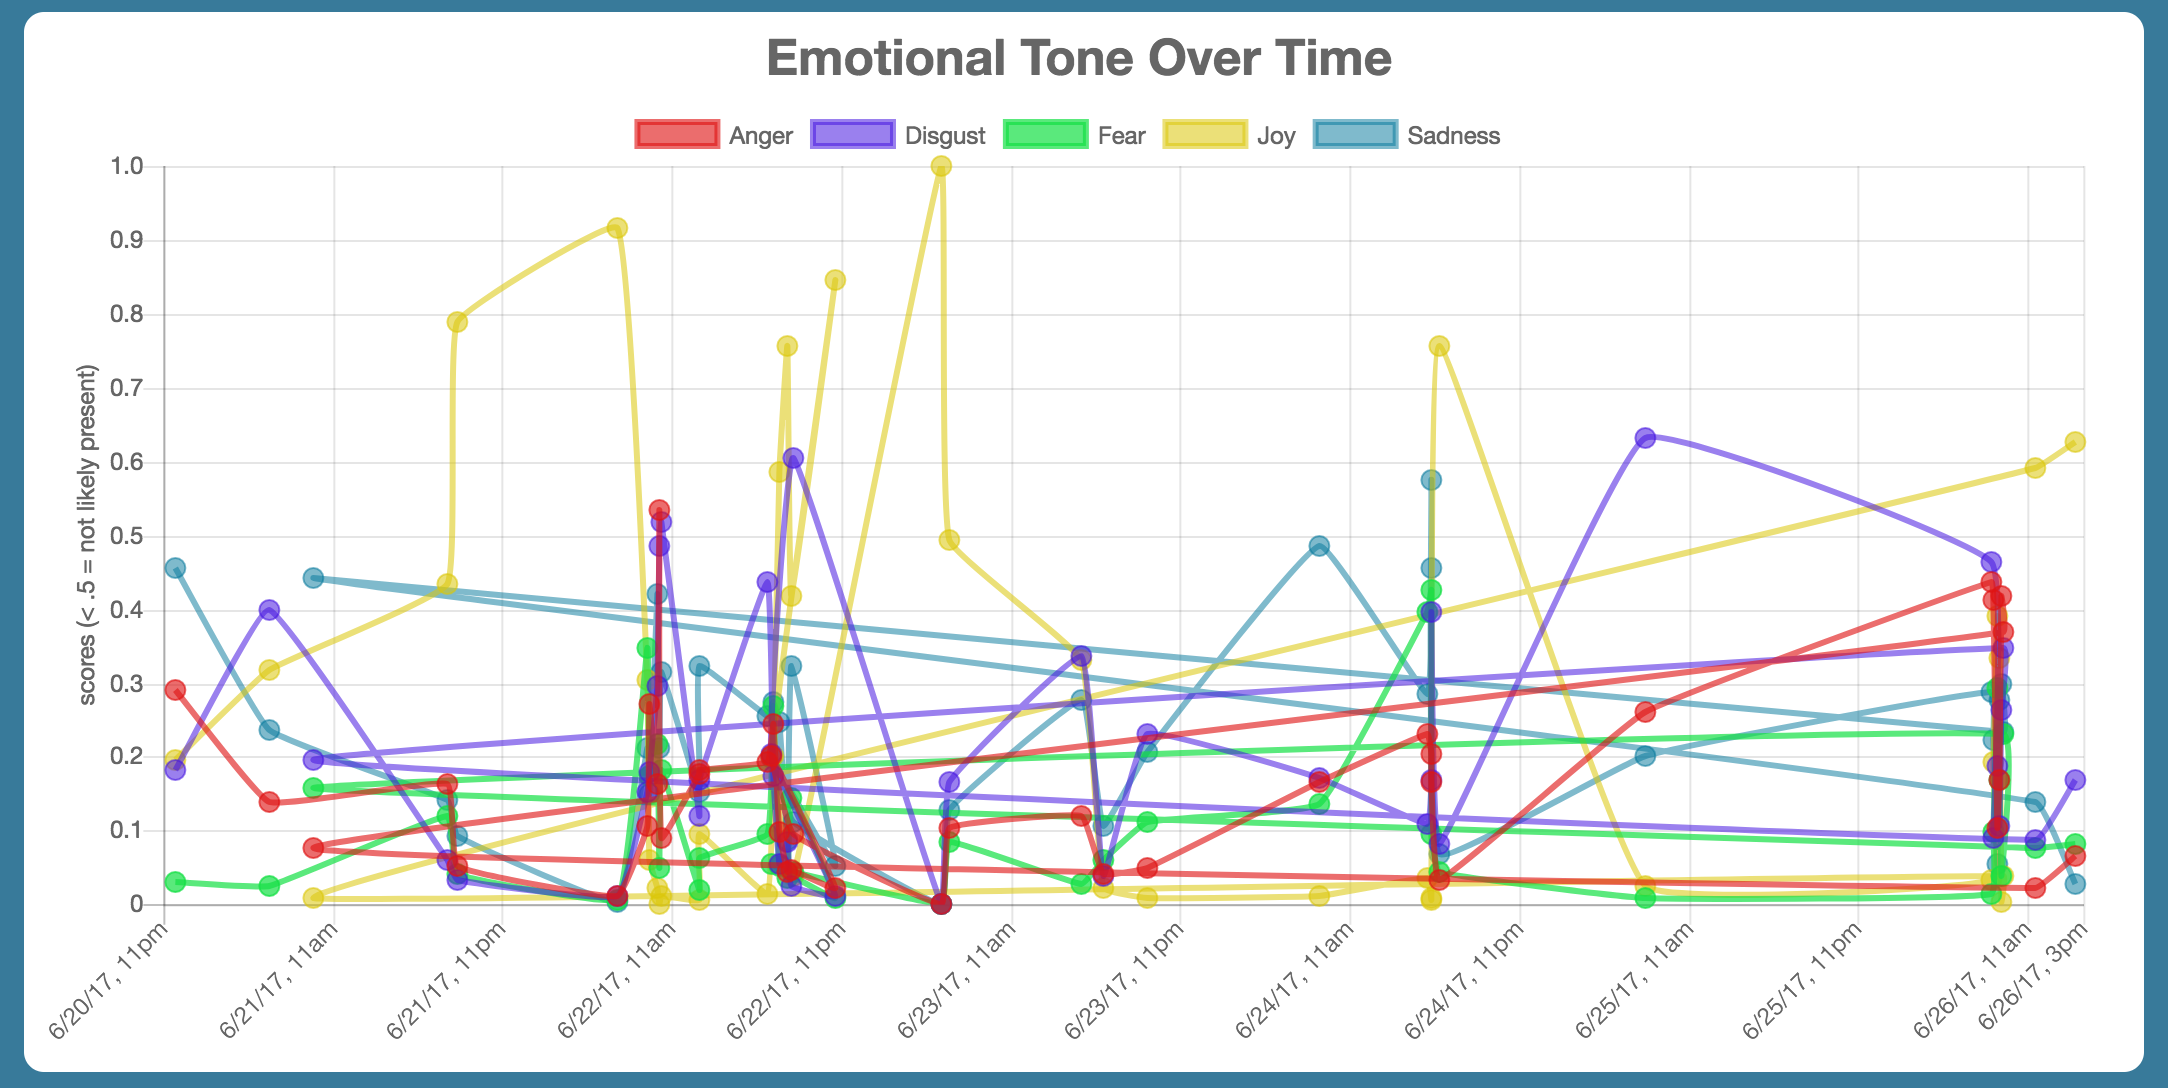 Emotional Tone Over Time
Anger Disgust Fear Joy Sadness
scores (< .5 = not likely present)
1.0
0.9
0.8
0.7
0.6
0.5
0.4
0.3
0.2
0.1
0
6/20/17, 11pm
6/21/17, 11am
6/21/17, 11pm
6/22/17, 11am
6/22/17, 11pm
6/23/17, 11am
6/23/17, 11pm
6/24/17, 11am
6/24/17, 11pm
6/25/17, 11am
6/25/17, 11pm
6/26/17, 11am
6/26/17, 3pm